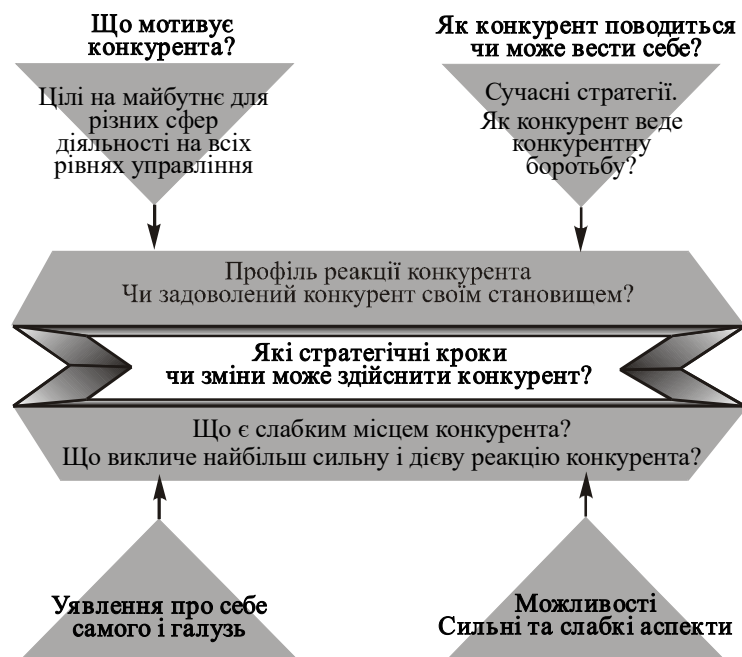 Що мотивує
конкурента?
Цілі на майбутнє для
різних сфер
діяльності на всіх
рівнях управління
Як конкурент поводиться
чи може вести себе?
Сучасні стратегії.
Як конкурент веде
конкурентну
боротьбу?
Профіль реакції конкурента
Чи задоволений конкурент своїм становищем?
Які стратегічні кроки
чи зміни може здійснити конкурент?
Що є слабким місцем конкурента?
Що викличе найбільш сильну і дієву реакцію конкурента?
Уявлення про себе
самого і галузь
Можливості
Сильні та слабкі аспекти